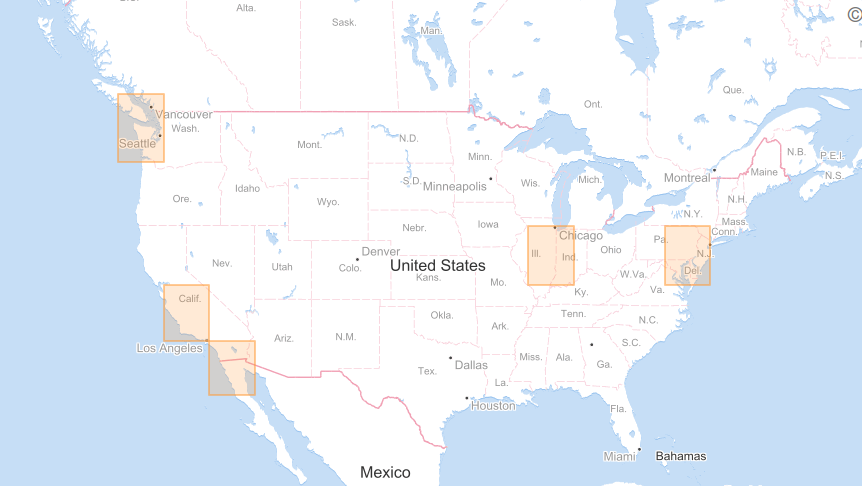 Alta.
Sask.
Man.
©
Ont.
Que.
Vancouver
Wash.
Seattle
Mont.
N.D.
Minn.
Wis.
Mich.
Montreal
Maine
N.B.
P.E.I.
N.S.
Ore.
Idaho
Wyo.
S.D.
Minneapolis
N.H.
N.Y.
Mass.
Conn.
Nebr.
Iowa
Chicago
Ill.
Ind.
Ohio
Pa.
N.J.
Del.
Nev.
Utah
Denver
Colo.
United States
Kans.
Mo.
W.Va.
Va.
Ky.
Calif.
Los Angeles
Ariz.
N.M.
Okla.
Ark.
Tenn.
N.C.
S.C.
Miss.
Ala.
Ga.
Tex.
Dallas
La.
Houston
Fla.
Miami
Bahamas
Mexico